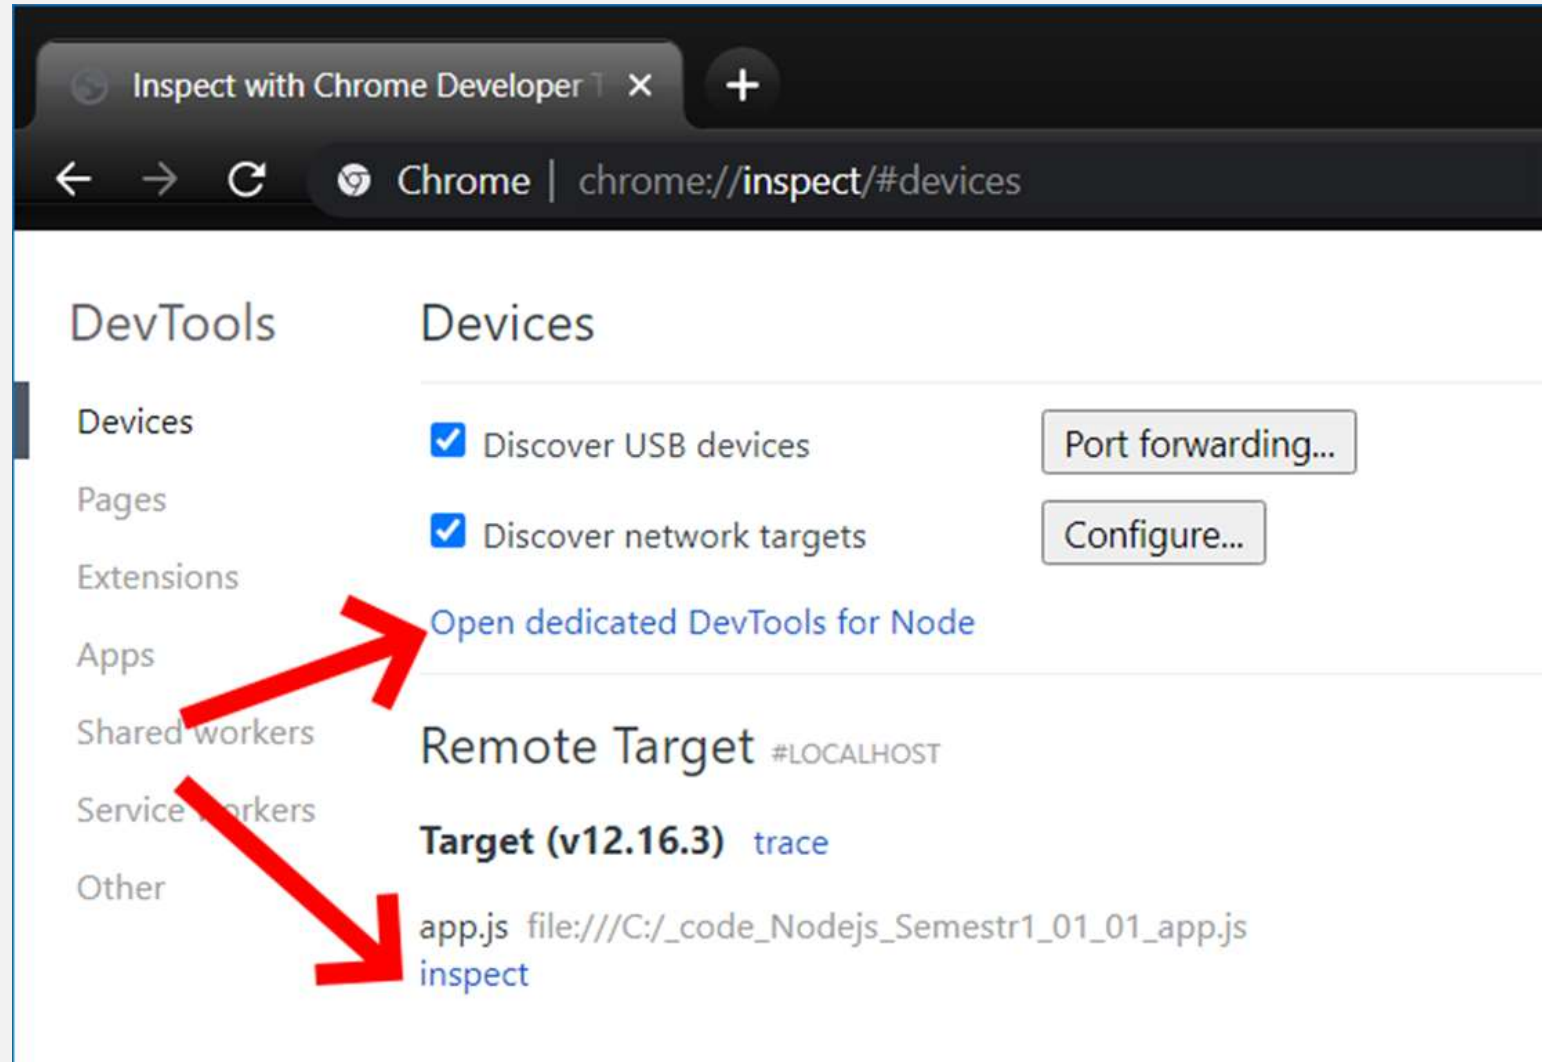 Inspect with Chrome Developer T
Chrome | chrome://inspect/#devices
DevTools
Devices
Pages
Extensions
Apps
Shared workers
Service workers
Other
Devices
Discover USB devices
Port forwarding...
Discover network targets
Configure...
Open dedicated DevTools for Node
Remote Target #LOCALHOST
Target (v12.16.3) trace
app.js file:///C:/_code_Nodejs_Semestr1_01_01_app.js
inspect